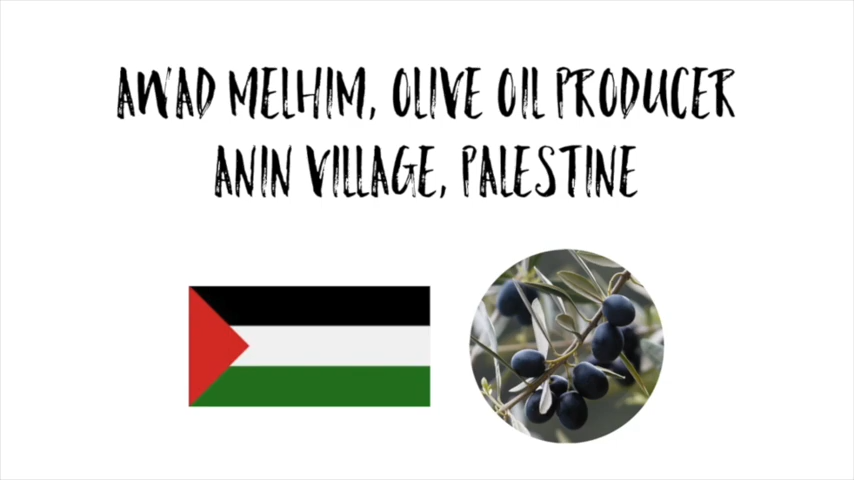 AWAD MELHIM, OLIVE OIL PRODUCER
ANIN VILLAGE, PALESTINE